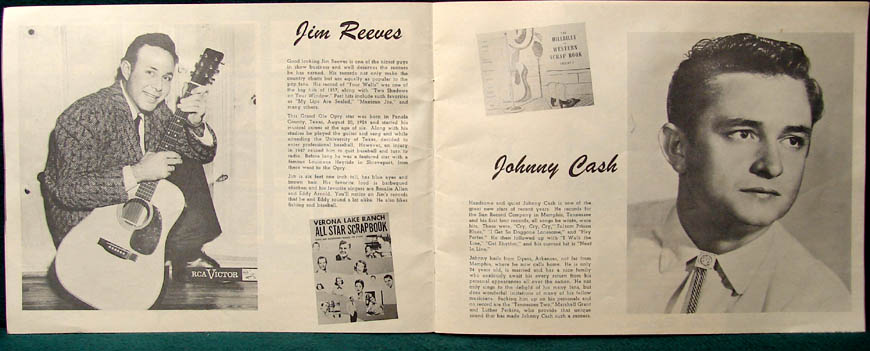 Jim Reeves
Good looking Jim Reeves is one of the nicest guys
in show business and well deserves the success
he has earned. His records not only make the
country charts but are equally as popular in the
pop field. His record of "Four Walls" was one of
the big hits of 1957, along with "Two Shadows
on Your Window." Past hits include such favorites
as "My Lips Are Sealed," "Mexican Joe," and
many others.
This Grand Ole Opry star was born in Panola
County, Texas, August 20, 1924 and started his
musical career at the age of six. Along with his
studies he played the guitar and sang and while
attending the University of Texas, decided to
enter professional baseball. However, an injury
in 1947 caused him to quit baseball and turn to
radio. Before long he was a featured star with a
famous Louisiana Hayride in Shreveport, from
there went to the Opry.
Jim is six feet one inch tall, has blue eyes and
brown hair. His favorite food is barbequed
chicken and his favorite singers are Rosalie Allen
and Eddy Arnold. You'll notice on Jim's records
that he and Eddy sound a lot alike. He also likes
fishing and baseball.
VERONA LAKE RANCH
ALL STAR SCRAPBOOK
RCA VICTOR
THE
HILLBILLY
and
WESTERN
SCRAP BOOK
Johnny Cash
Handsome and quiet Johnny Cash is one of the
great new stars of record years. He records for
the Sun Record Company in Memphis, Tennessee
and his first four records, all songs he wrote, were
hits. These were, "Cry, Cry, Cry," "Folsom Prison
Blues," "I Get So Doggone Lonesome," and "Hey
Porter." He then followed up with "I Walk the
Line," "Get Rhythm," and his current hit is "Next
In Line."
Johnny hails from Dyess, Arkansas, not far from
Memphis, where he now calls home. He is only
24 years old, is married and has a nice family
who anxiously await his every return from his
personal appearances all over the nation. He not
only sings to the delight of his many fans, but
does wonderful imitations of many of his fellow
musicians. Backing him up on his personals and
on record are the "Tennessee Two," Marshall Grant
and Luther Perkins, who provide that unique
sound that has made Johnny Cash such a success.